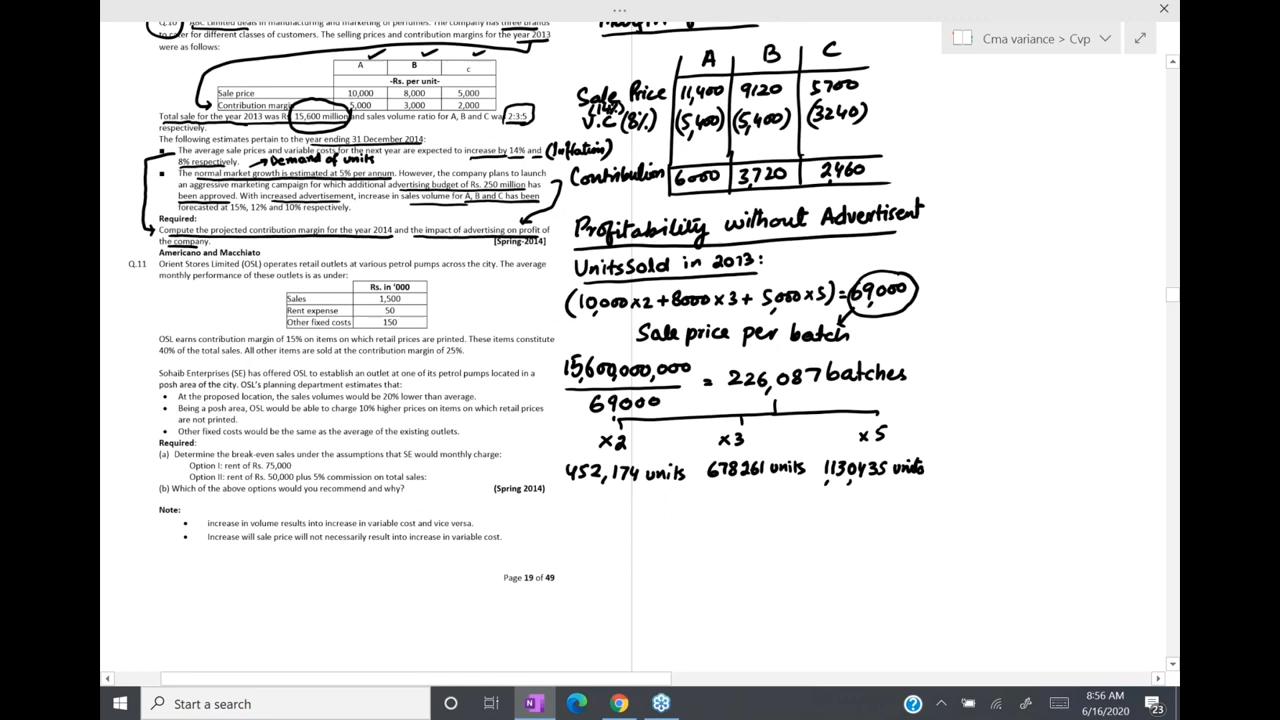 Q.10 ABC Limited deals in manufacturing and marketing of perfumes. The company has three brands
to cater for different classes of customers. The selling prices and contribution margins for the year 2013
were as follows:
A B C
-Rs. per unit-
Sale price 10,000 8,000 5,000
Contribution margin 5,000 3,000 2,000
Total sale for the year 2013 was Rs. 15,600 million and sales volume ratio for A, B and C was 2:3:5
respectively.
The following estimates pertain to the year ending 31 December 2014:
■ The average sale prices and variable costs for the next year are expected to increase by 14% and (Inflation)
8% respectively. → Demand of units
■ The normal market growth is estimated at 5% per annum. However, the company plans to launch
an aggressive marketing campaign for which additional advertising budget of Rs. 250 million has
been approved. With increased advertisement, increase in sales volume for A, B and C has been
forecasted at 15%, 12% and 10% respectively.
Required:
Compute the projected contribution margin for the year 2014 and the impact of advertising on profit of
the company. [Spring-2014]
Americano and Macchiato
Q.11 Orient Stores Limited (OSL) operates retail outlets at various petrol pumps across the city. The average
monthly performance of these outlets is as under:
Rs. in '000
Sales 1,500
Rent expense 50
Other fixed costs 150
OSL earns contribution margin of 15% on items on which retail prices are printed. These items constitute
40% of the total sales. All other items are sold at the contribution margin of 25%.
Sohaib Enterprises (SE) has offered OSL to establish an outlet at one of its petrol pumps located in a
posh area of the city. OSL's planning department estimates that:
• At the proposed location, the sales volumes would be 20% lower than average.
• Being a posh area, OSL would be able to charge 10% higher prices on items on which retail prices
are not printed.
• Other fixed costs would be the same as the average of the existing outlets.
Required:
(a) Determine the break-even sales under the assumptions that SE would monthly charge:
Option I: rent of Rs. 75,000
Option II: rent of Rs. 50,000 plus 5% commission on total sales:
(b) Which of the above options would you recommend and why? (Spring 2014)
Note:
• increase in volume results into increase in variable cost and vice versa.
• Increase will sale price will not necessarily result into increase in variable cost.
Page 19 of 49
A B C
Sale Price 11,400 9120 5700
(14%)
V.C (8%) (5,400) (5,400) (3240)
Contribution 6000 3,720 2,460
Profitability without Advertisent
Units Sold in 2013:
(10,000 x 2 + 8000 x 3 + 5,000 x 5) = 69,000
Sale price per batch
15,600,000,000
= 226,087 batches
69000
x2 x3 x5
452,174 units 678261 units 1,130,435 units
Cma variance > Cvp
Start a search
8:56 AM
6/16/2020
23